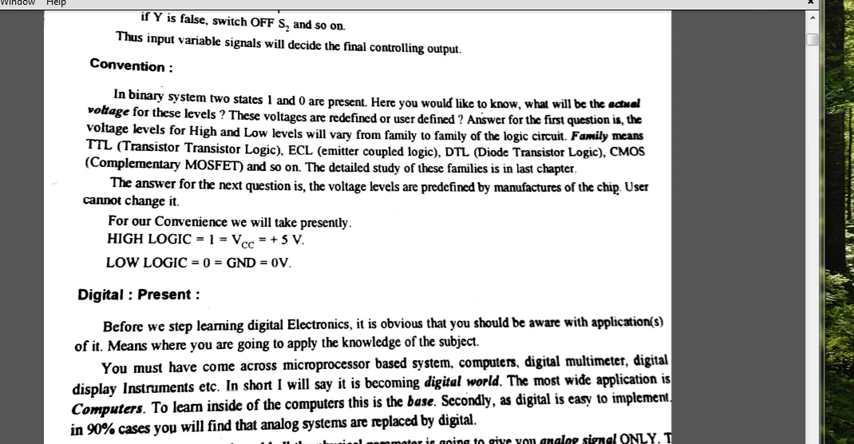 Window Help
if Y is false, switch OFF S₂ and so on.
Thus input variable signals will decide the final controlling output.
Convention :
In binary system two states 1 and 0 are present. Here you would like to know, what will be the actual
voltage for these levels ? These voltages are redefined or user defined ? Answer for the first question is, the
voltage levels for High and Low levels will vary from family to family of the logic circuit. Family means
TTL (Transistor Transistor Logic), ECL (emitter coupled logic), DTL (Diode Transistor Logic), CMOS
(Complementary MOSFET) and so on. The detailed study of these families is in last chapter.
The answer for the next question is, the voltage levels are predefined by manufactures of the chip. User
cannot change it.
For our Convenience we will take presently.
HIGH LOGIC = 1 = VCC = + 5 V.
LOW LOGIC = 0 = GND = 0V.
Digital : Present :
Before we step learning digital Electronics, it is obvious that you should be aware with application(s)
of it. Means where you are going to apply the knowledge of the subject.
You must have come across microprocessor based system, computers, digital multimeter, digital
display Instruments etc. In short I will say it is becoming digital world. The most wide application is
Computers. To learn inside of the computers this is the base. Secondly, as digital is easy to implement,
in 90% cases you will find that analog systems are replaced by digital.
is going to give you analog signal ONLY. T